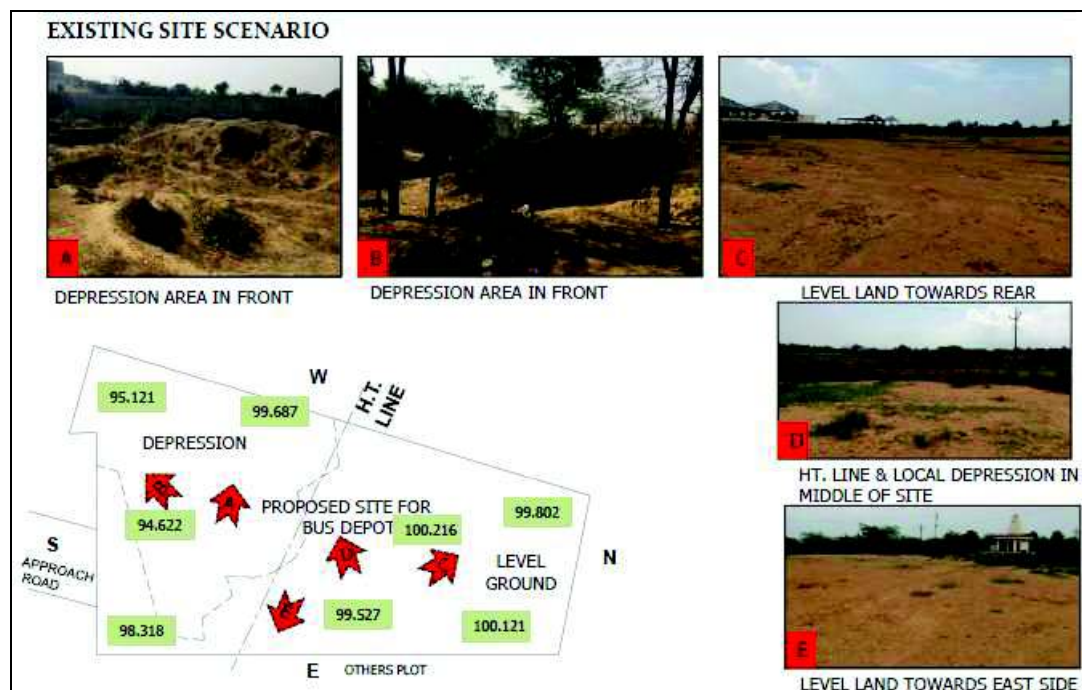 EXISTING SITE SCENARIO
A
B
C
DEPRESSION AREA IN FRONT
DEPRESSION AREA IN FRONT
LEVEL LAND TOWARDS REAR
D
HT. LINE & LOCAL DEPRESSION IN
MIDDLE OF SITE
E
LEVEL LAND TOWARDS EAST SIDE
W
H.T.
LINE
95.121
99.687
DEPRESSION
B
A
94.622
PROPOSED SITE FOR
BUS DEPOT
99.802
100.216
S
APPROACH
ROAD
D
C
LEVEL
GROUND
N
E
98.318
99.527
100.121
E
OTHERS PLOT